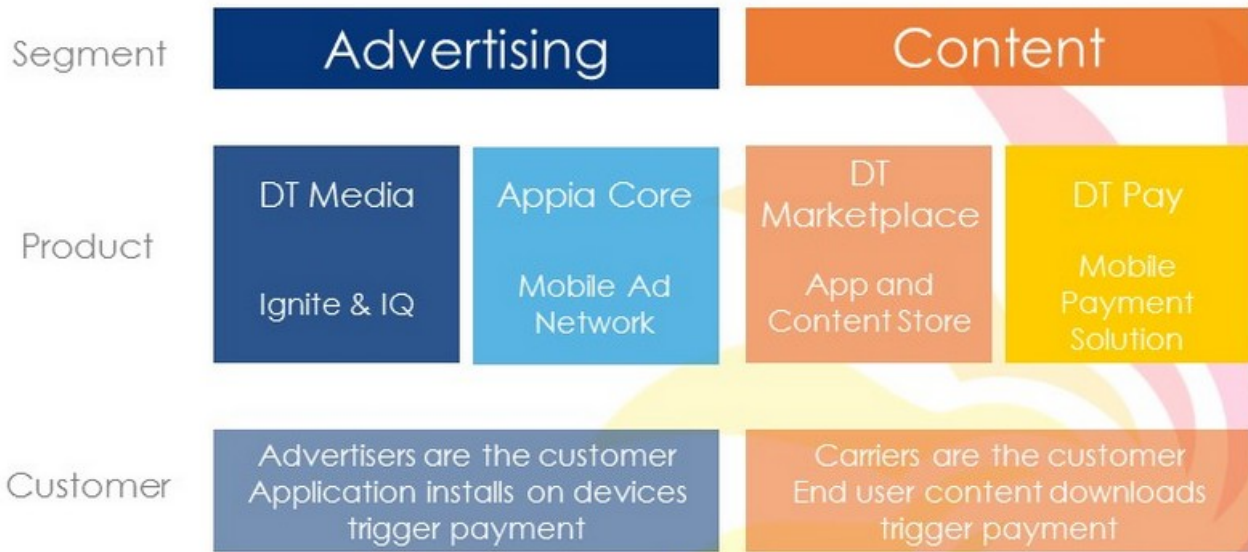 Segment
Advertising
Content
Product
DT Media
Ignite & IQ
Appia Core
Mobile Ad
Network
DT
Marketplace
App and
Content Store
DT Pay
Mobile
Payment
Solution
Customer
Advertisers are the customer
Application installs on devices
trigger payment
Carriers are the customer
End user content downloads
trigger payment